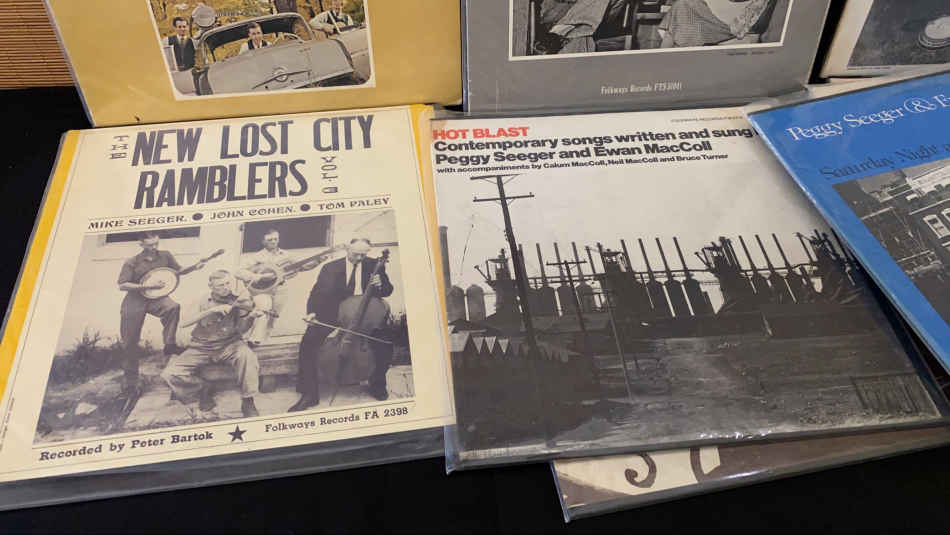 Folkways Records FTS 31041
THE NEW LOST CITY
RAMBLERS VOL 3
MIKE SEEGER. ● JOHN COHEN. ● TOM PALEY
Recorded by Peter Bartok ★ Folkways Records FA 2398
HOT BLAST
Contemporary songs written and sung
Peggy Seeger and Ewan MacColl
with accompaniments by Calum MacColl, Neil MacColl and Bruce Turner
Peggy Seeger (&
Saturday Night